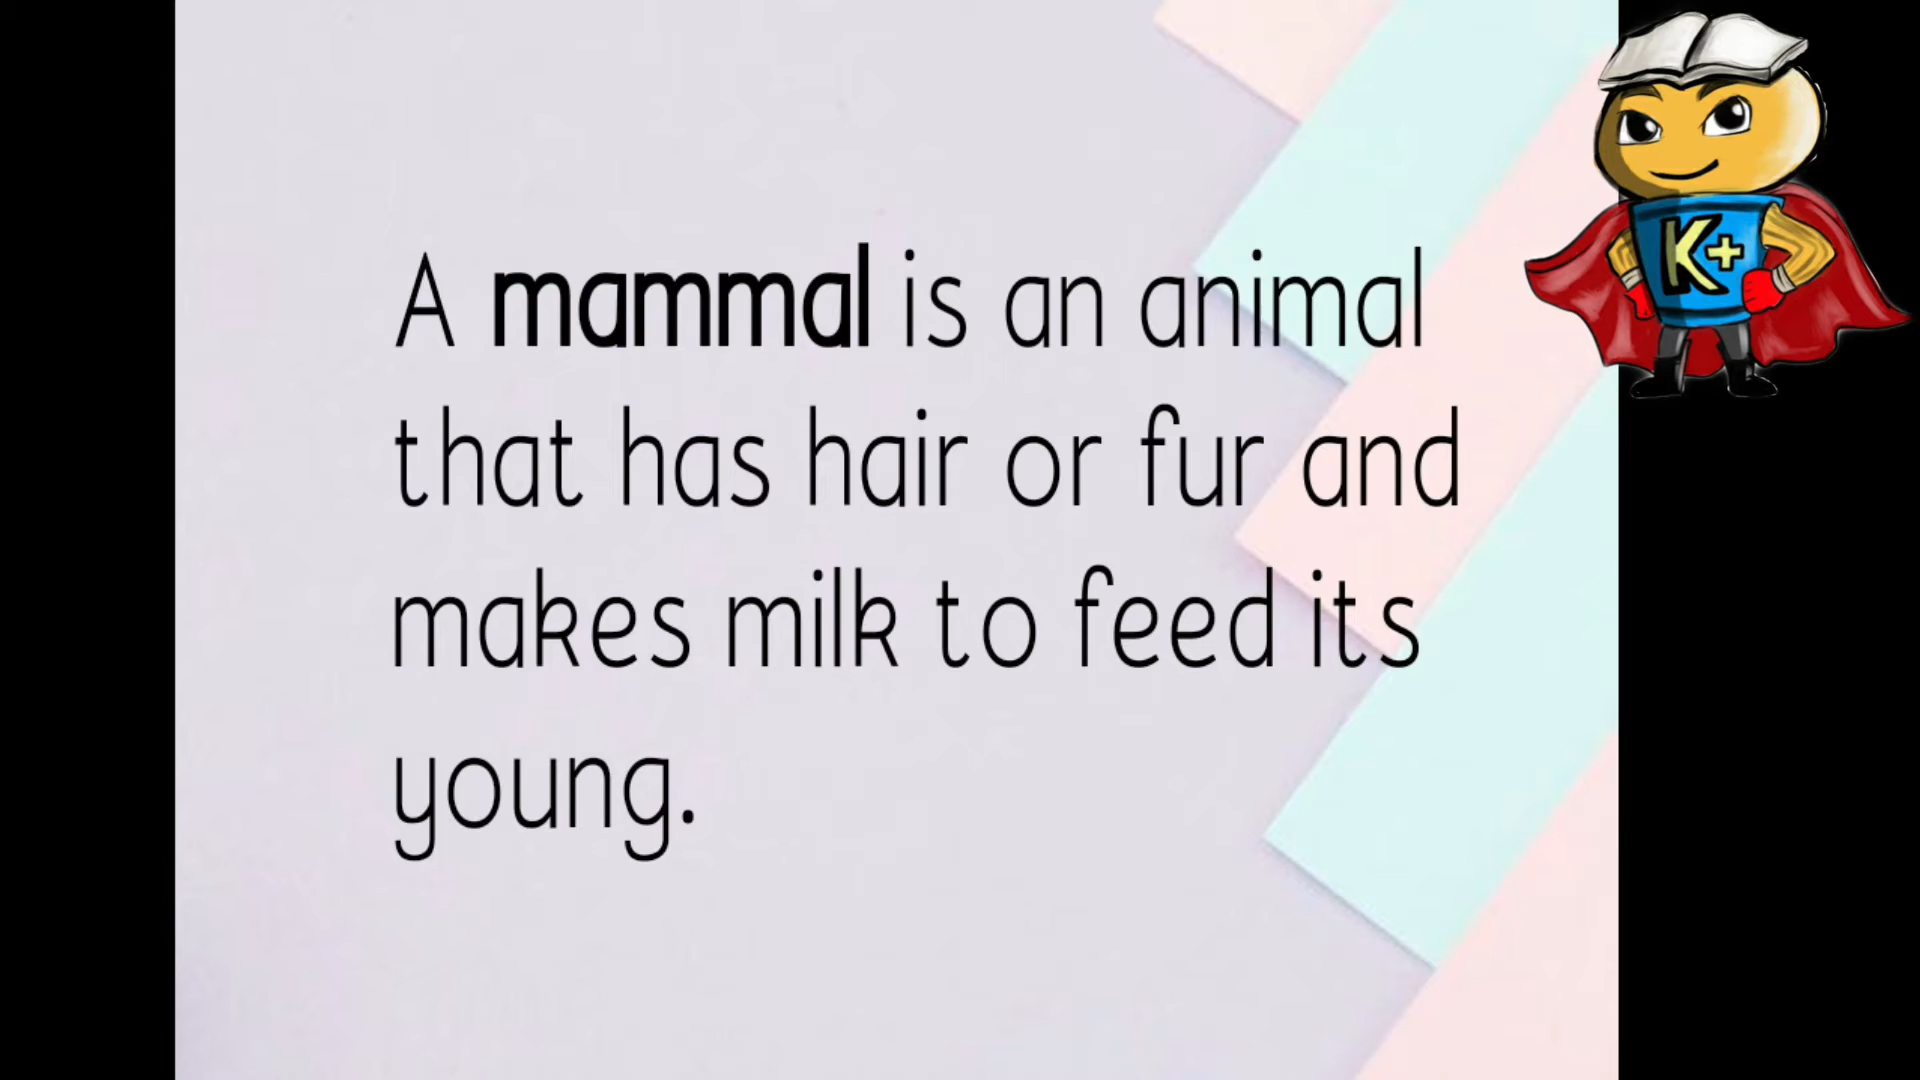 K+
A mammal is an animal
that has hair or fur and
makes milk to feed its
young.